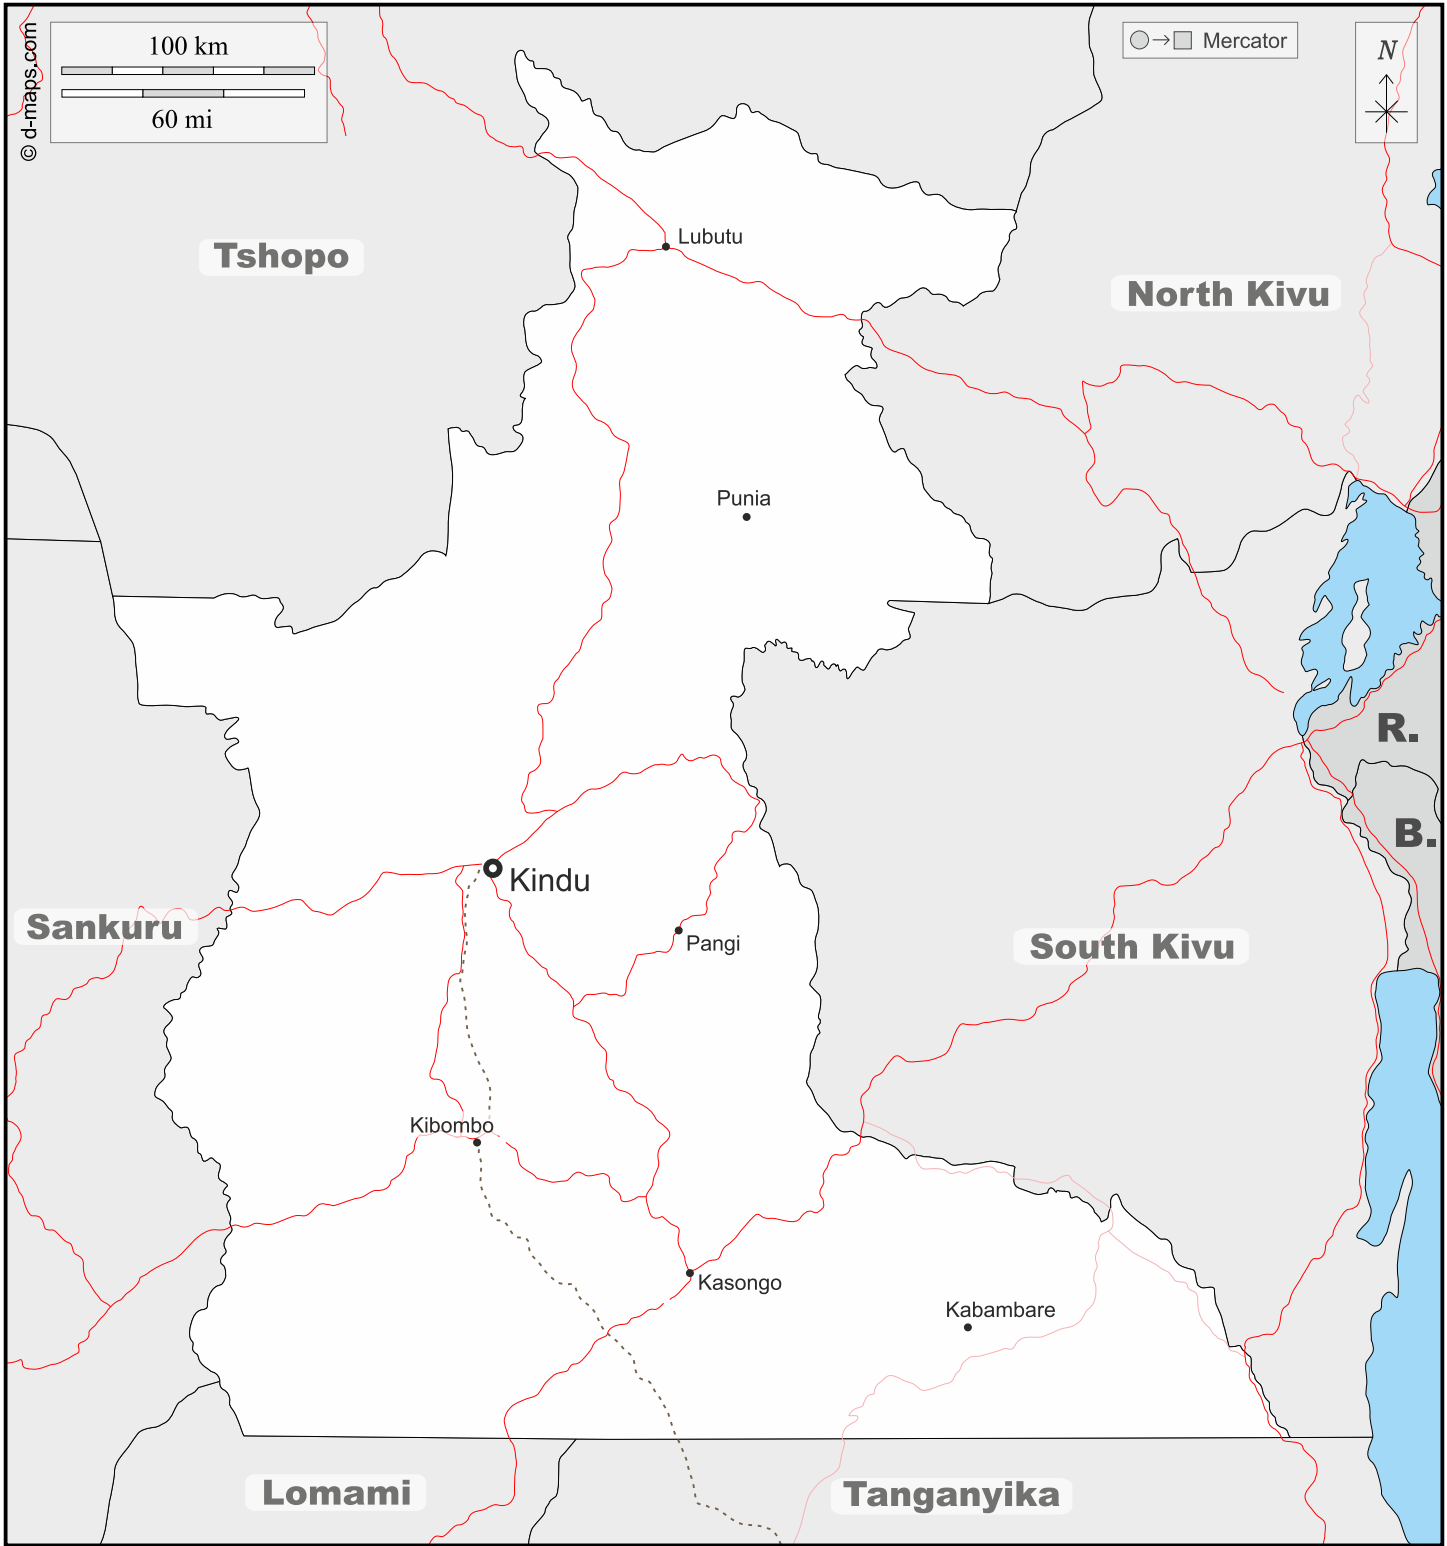 © d-maps.com
100 km
60 mi
Mercator
N
Lubutu
Tshopo
North Kivu
Punia
R.
B.
Kindu
Sankuru
Pangi
South Kivu
Kibombo
Kasongo
Kabambare
Lomami
Tanganyika